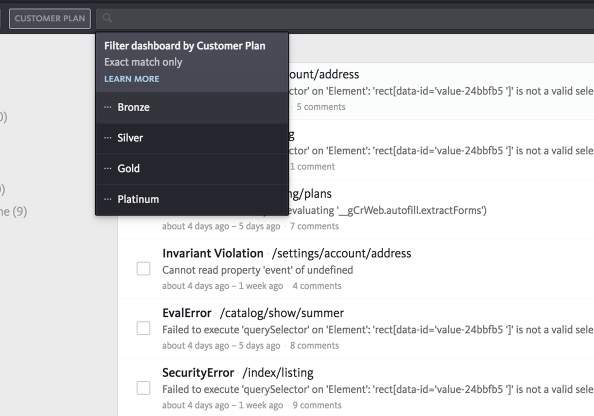 CUSTOMER PLAN
Filter dashboard by Customer Plan
Exact match only
LEARN MORE
Bronze
Silver
Gold
Platinum
ount/address
ector' on 'Element': 'rect[data-id='value-24bbfb5 ']' is not a valid sele
5 comments
g
ector' on 'Element': 'rect[data-id='value-24bbfb5 ']' is not a valid sele
1 comment
ng/plans
evaluating '__gCrWeb.autofill.extractForms')
about 4 days ago – 5 days ago 7 comments
Invariant Violation /settings/account/address
Cannot read property 'event' of undefined
about 4 days ago – 1 week ago 4 comments
EvalError /catalog/show/summer
Failed to execute 'querySelector' on 'Element': 'rect[data-id='value-24bbfb5 ']' is not a valid sele
about 4 days ago – 5 days ago 8 comments
SecurityError /index/listing
Failed to execute 'querySelector' on 'Element': 'rect[data-id='value-24bbfb5 ']' is not a valid sele
about 4 days ago – 1 week ago 9 comments
0)
)
ne (9)